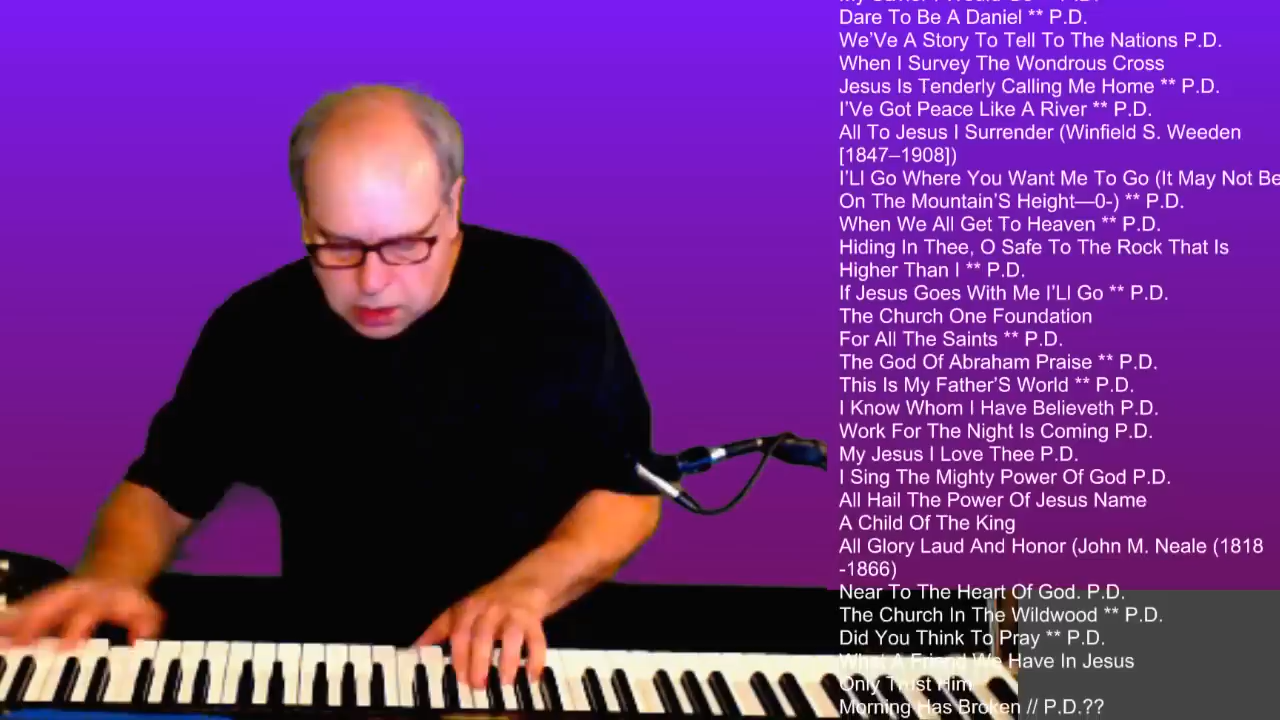 Dare To Be A Daniel ** P.D.
We’Ve A Story To Tell To The Nations P.D.
When I Survey The Wondrous Cross
Jesus Is Tenderly Calling Me Home ** P.D.
I’Ve Got Peace Like A River ** P.D.
All To Jesus I Surrender (Winfield S. Weeden
[1847–1908])
I’Ll Go Where You Want Me To Go (It May Not Be
On The Mountain’S Height—0-) ** P.D.
When We All Get To Heaven ** P.D.
Hiding In Thee, O Safe To The Rock That Is
Higher Than I ** P.D.
If Jesus Goes With Me I’Ll Go ** P.D.
The Church One Foundation
For All The Saints ** P.D.
The God Of Abraham Praise ** P.D.
This Is My Father’S World ** P.D.
I Know Whom I Have Believeth P.D.
Work For The Night Is Coming P.D.
My Jesus I Love Thee P.D.
I Sing The Mighty Power Of God P.D.
All Hail The Power Of Jesus Name
A Child Of The King
All Glory Laud And Honor (John M. Neale (1818
-1866)
Near To The Heart Of God. P.D.
The Church In The Wildwood ** P.D.
Did You Think To Pray ** P.D.
What A Friend We Have In Jesus
Only Trust Him
Morning Has Broken // P.D.??